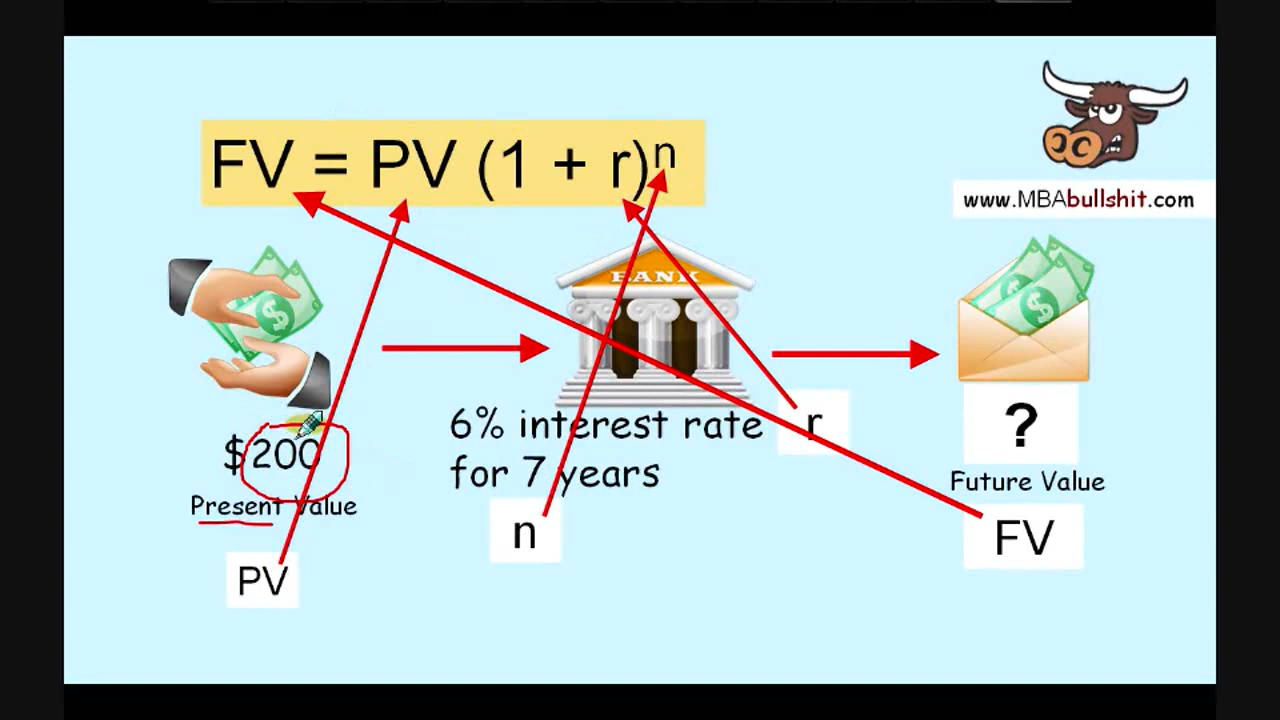 FV = PV (1 + r)ⁿ
www.MBAbullshit.com
BANK
$
$
$200
Present Value
PV
6% interest rate
for 7 years
n
r
?
Future Value
FV